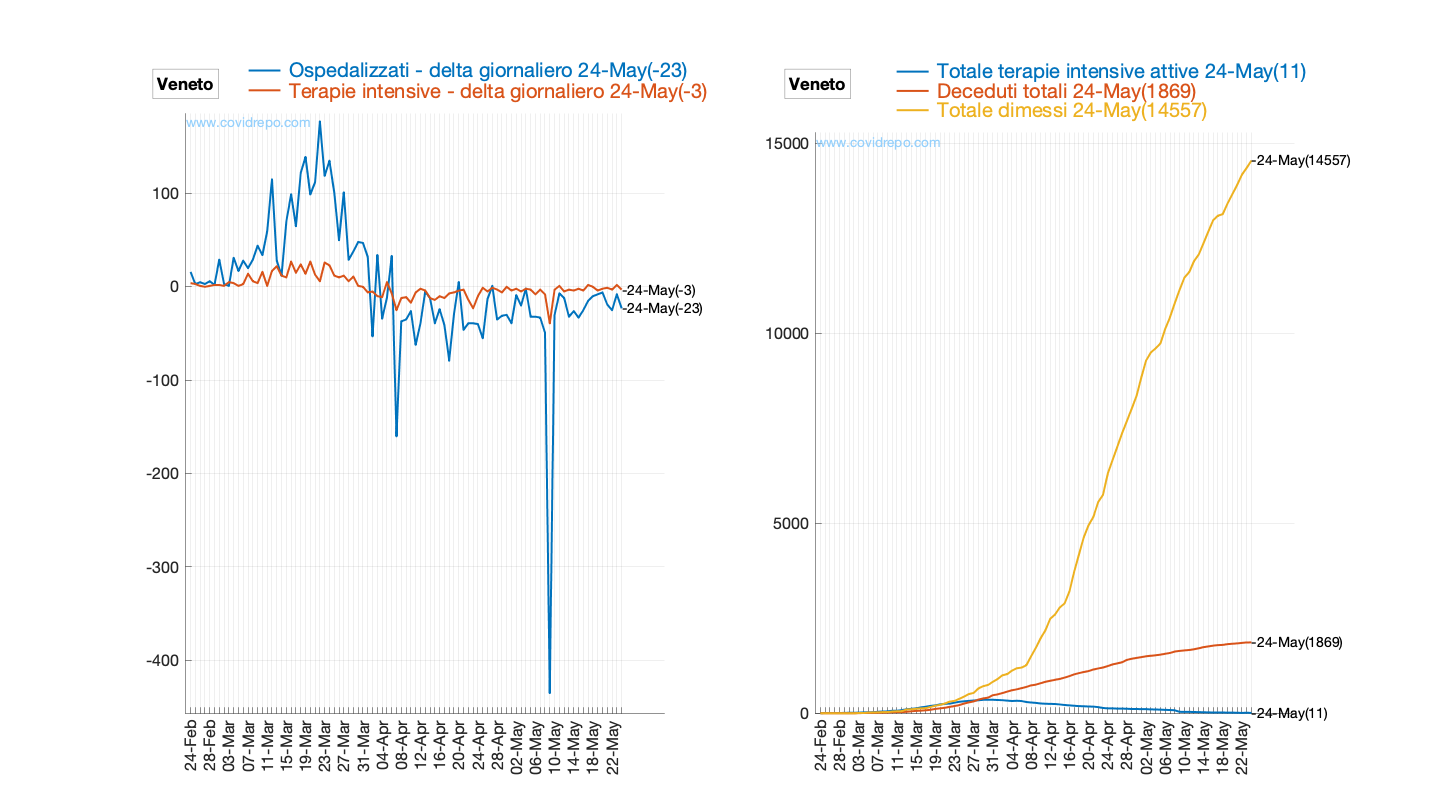 Veneto
Ospedalizzati - delta giornaliero 24-May(-23)
Terapie intensive - delta giornaliero 24-May(-3)
www.covidrepo.com
100
0
-100
-200
-300
-400
-24-May(-3)
-24-May(-23)
24-Feb
28-Feb
03-Mar
07-Mar
11-Mar
15-Mar
19-Mar
23-Mar
27-Mar
31-Mar
04-Apr
08-Apr
12-Apr
16-Apr
20-Apr
24-Apr
28-Apr
02-May
06-May
10-May
14-May
18-May
22-May
Veneto
Totale terapie intensive attive 24-May(11)
Deceduti totali 24-May(1869)
Totale dimessi 24-May(14557)
www.covidrepo.com
15000
10000
5000
0
-24-May(14557)
-24-May(1869)
-24-May(11)
24-Feb
28-Feb
03-Mar
07-Mar
11-Mar
15-Mar
19-Mar
23-Mar
27-Mar
31-Mar
04-Apr
08-Apr
12-Apr
16-Apr
20-Apr
24-Apr
28-Apr
02-May
06-May
10-May
14-May
18-May
22-May